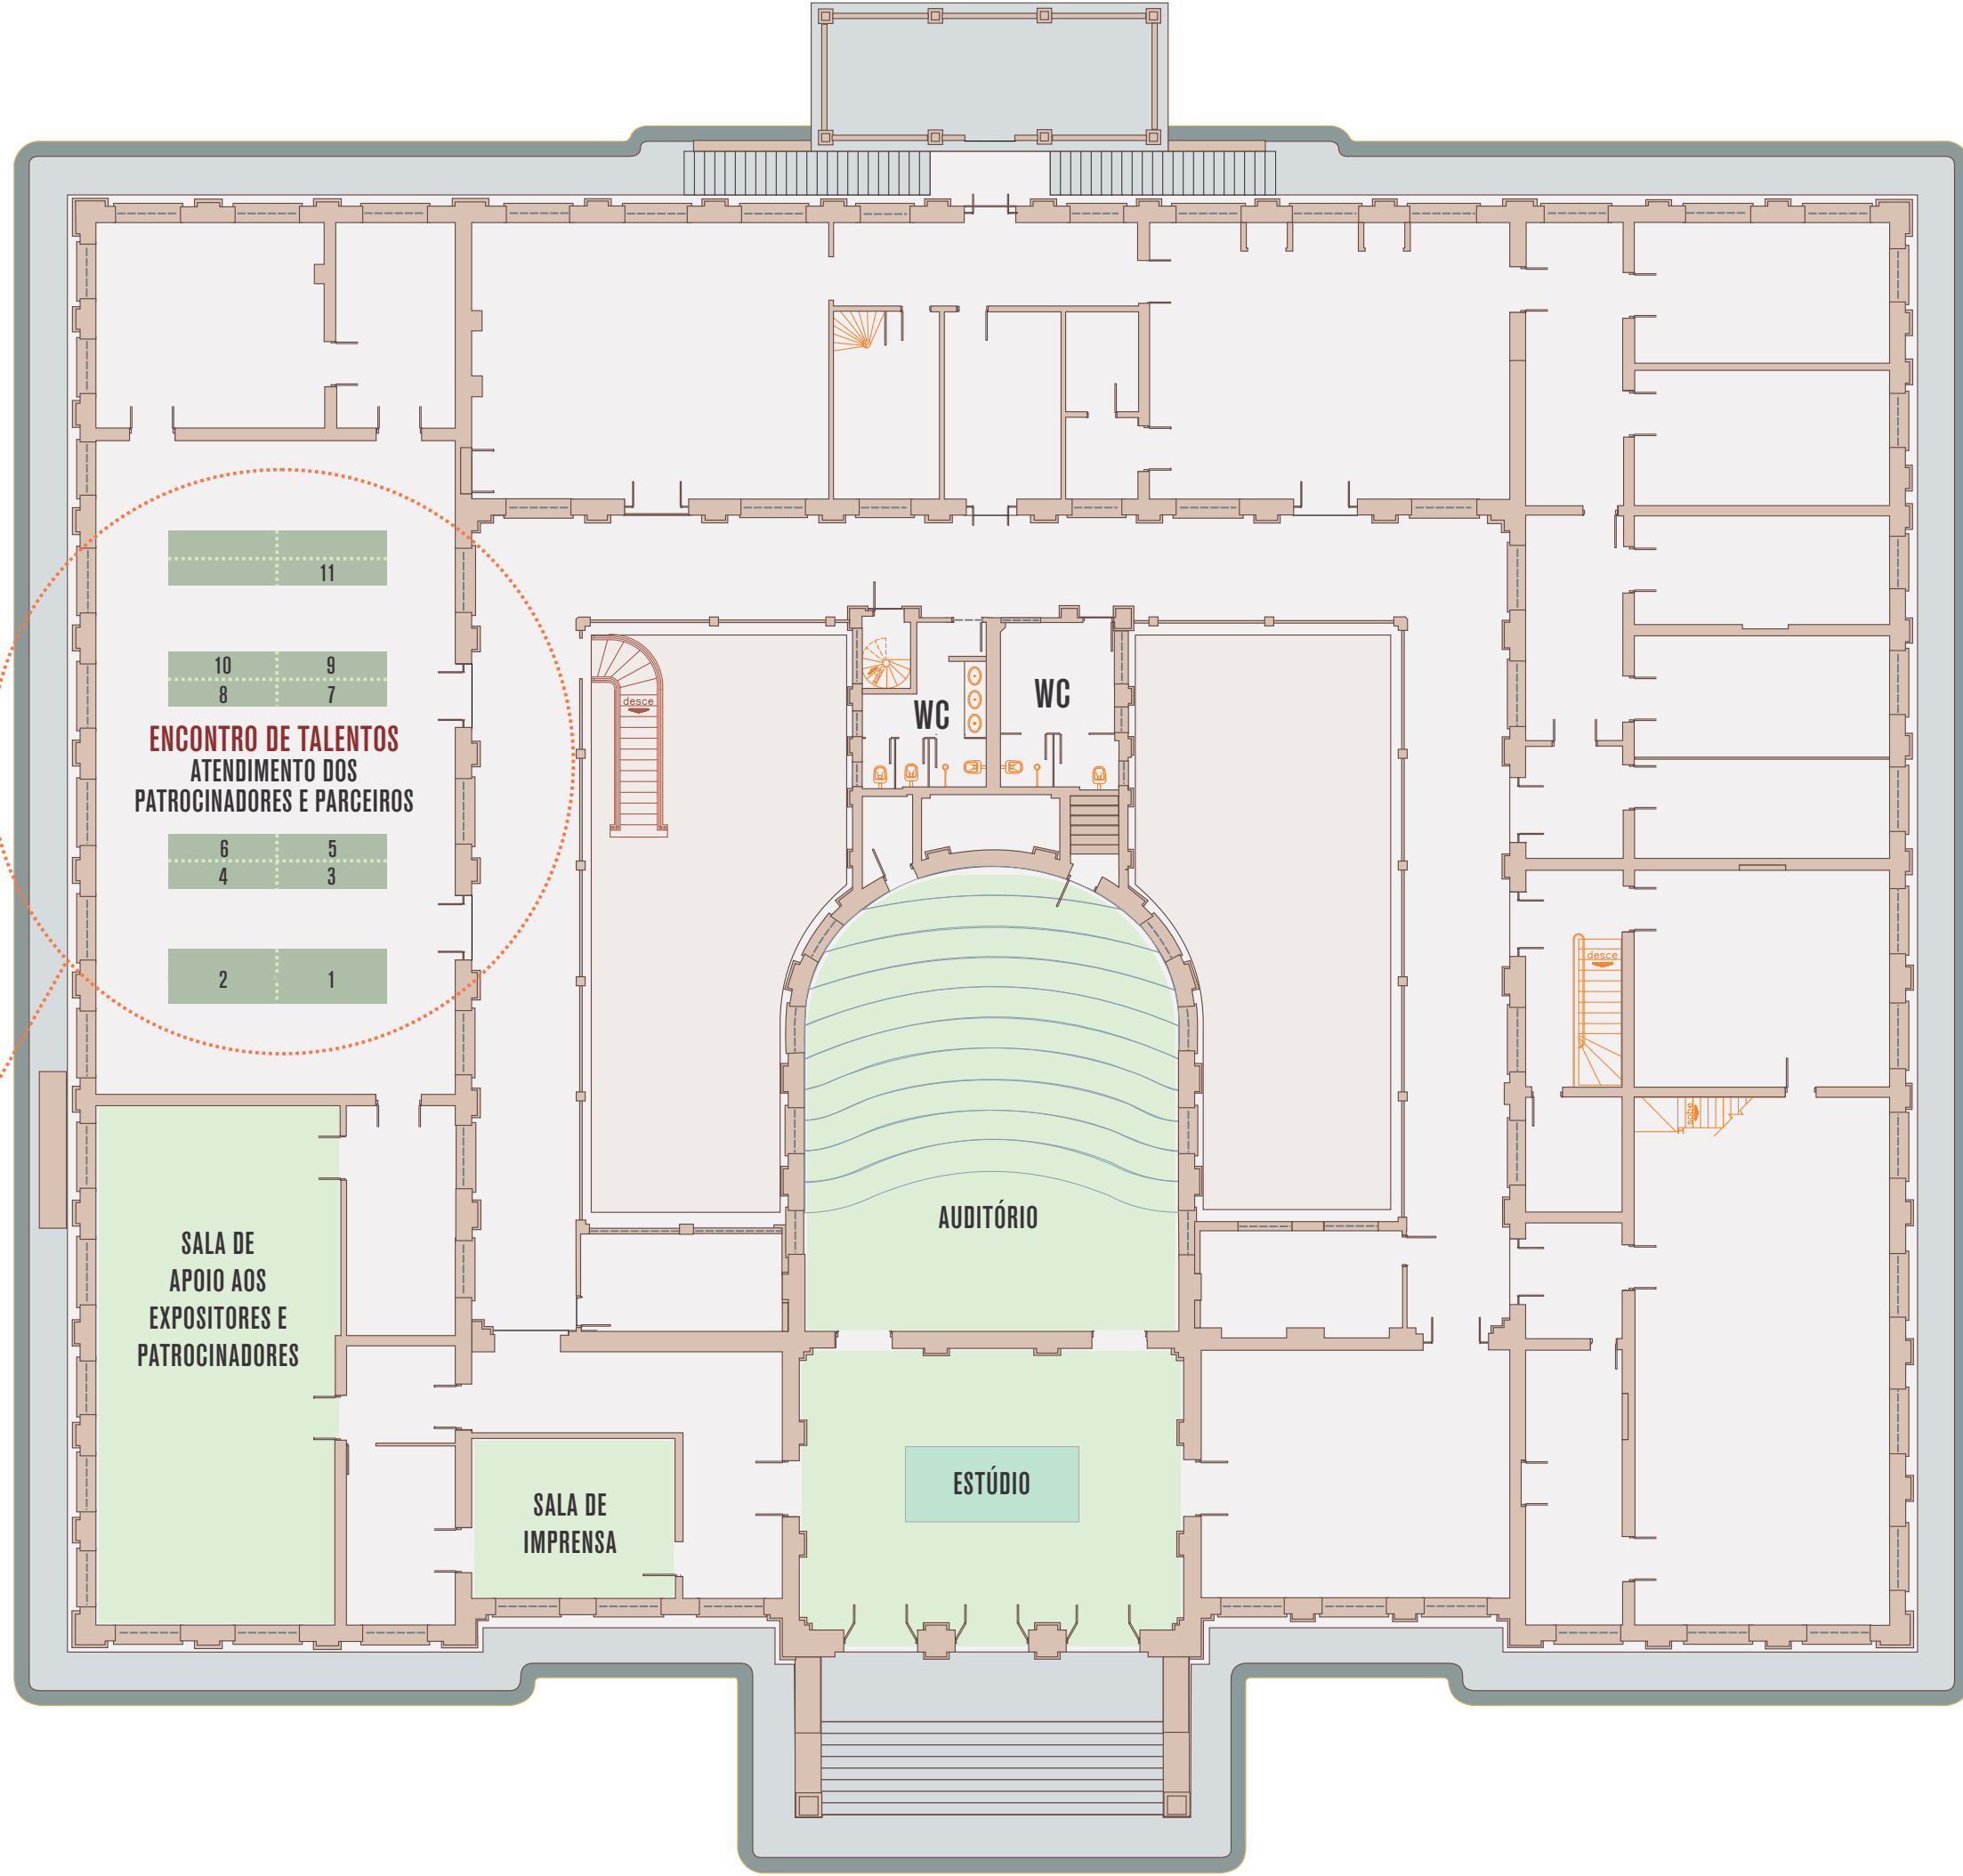 11
10 9
8 7
ENCONTRO DE TALENTOS
ATENDIMENTO DOS
PATROCINADORES E PARCEIROS
6 5
4 3
2 1
desce
WC
WC
desce
sobe
AUDITÓRIO
SALA DE
APOIO AOS
EXPOSITORES E
PATROCINADORES
ESTÚDIO
SALA DE
IMPRENSA